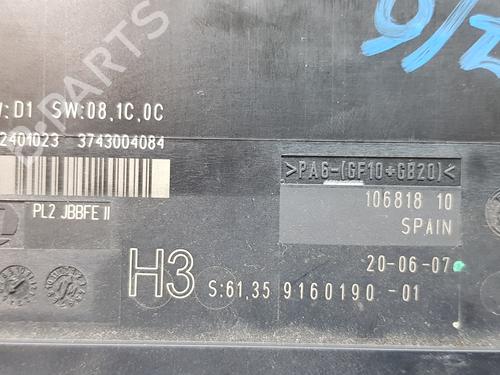 :D1 SW:08,1C,0C
2401023 3743004084
PL2 JBBFE II
>PA6-(GF10+GB20)<
106818 10
SPAIN
20-06-07
H3 S:61,35 9160190 -01
B-PARTS